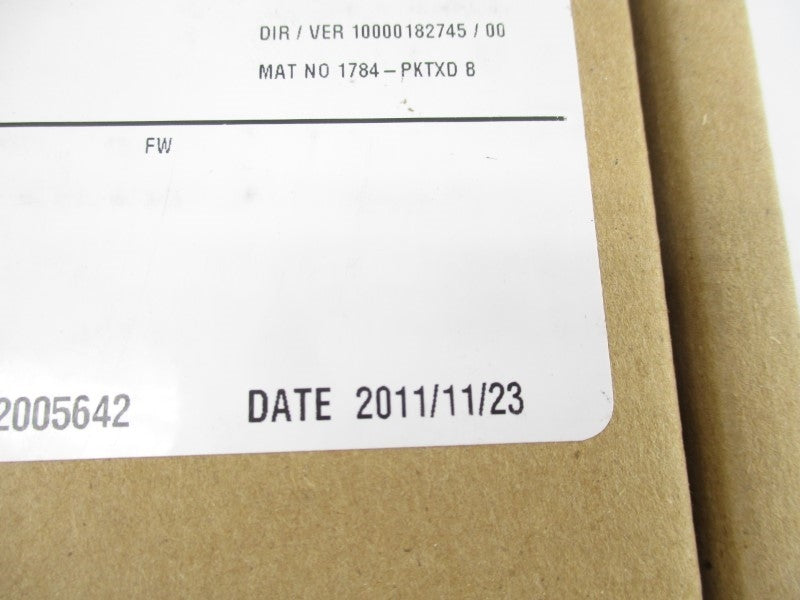 DIR / VER 10000182745 / 00
MAT NO 1784-PKTXD B
FW
2005642
DATE 2011/11/23